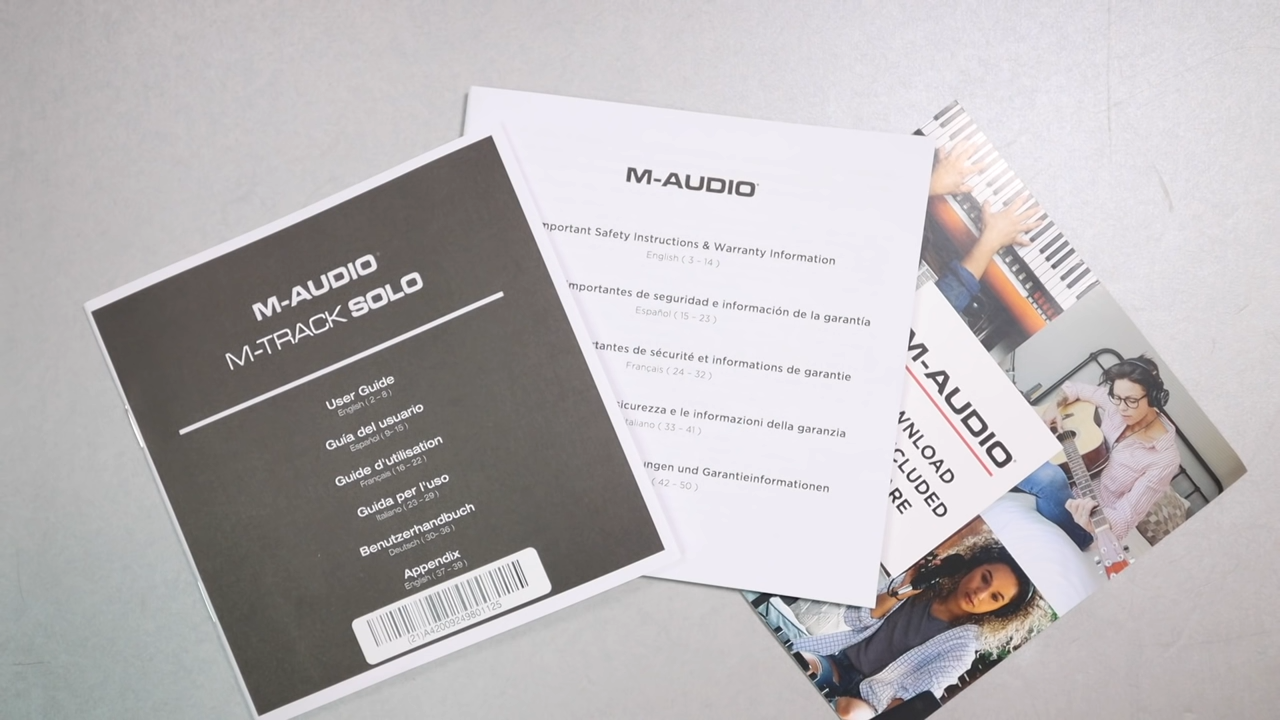 M-AUDIO
M-TRACK SOLO
User Guide
English ( 2 – 8 )
Guía del usuario
Español ( 9– 15 )
Guide d'utilisation
Français ( 16 – 22 )
Guida per l'uso
Italiano ( 23 – 29 )
Benutzerhandbuch
Deutsch ( 30– 36 )
Appendix
English ( 37 – 39 )
(21)A42009249801125
M-AUDIO
mportant Safety Instructions & Warranty Information
English ( 3 – 14 )
mportantes de seguridad e información de la garantía
Español ( 15 – 23 )
tantes de sécurité et informations de garantie
Français ( 24 – 32 )
sicurezza e le informazioni della garanzia
taliano ( 33 – 41 )
ngen und Garantieinformationen
( 42 – 50 )
M-AUDIO
WNLOAD
CLUDED
RE